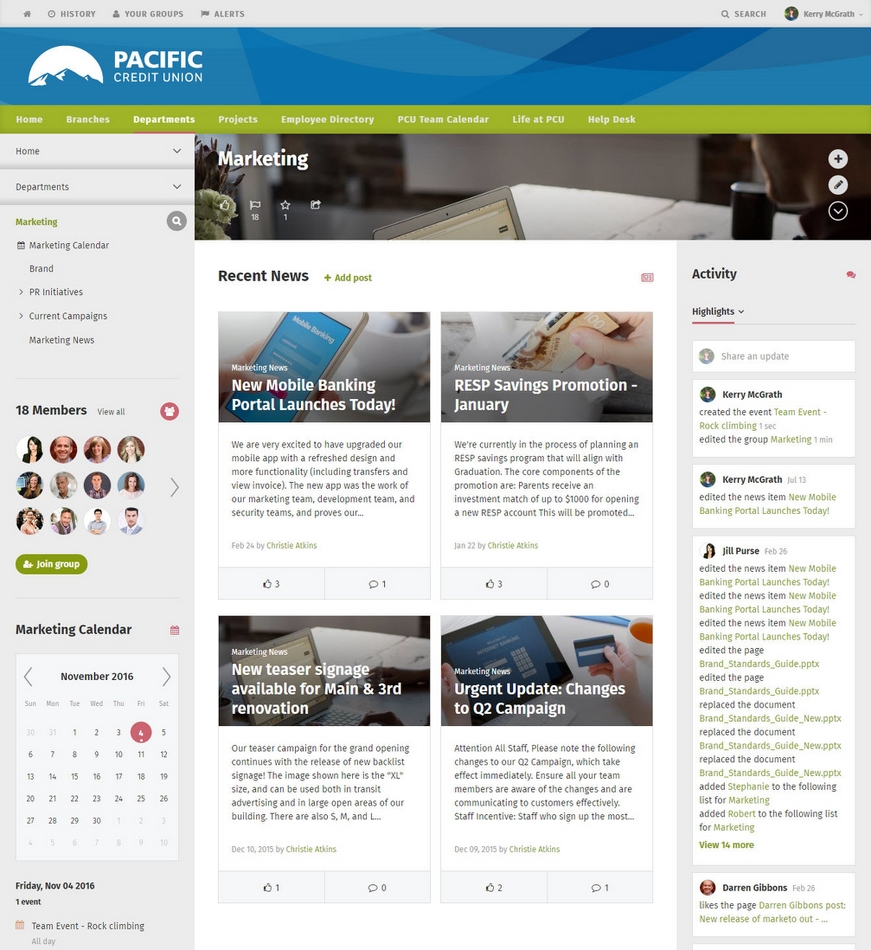 HISTORY
YOUR GROUPS
ALERTS
SEARCH
Kerry McGrath
PACIFIC
CREDIT UNION
Home
Branches
Departments
Projects
Employee Directory
PCU Team Calendar
Life at PCU
Help Desk
Home
Departments
Marketing
Marketing Calendar
Brand
PR Initiatives
Current Campaigns
Marketing News
18 Members View all
Join group
Marketing Calendar
November 2016
Sun Mon Tue Wed Thu Fri Sat
30 31 1 2 3 4 5
6 7 8 9 10 11 12
13 14 15 16 17 18 19
20 21 22 23 24 25 26
27 28 29 30 1 2 3
4 5 6 7 8 9 10
Friday, Nov 04 2016
1 event
Team Event - Rock climbing
All day
Marketing
18 1
Recent News + Add post
Mobile Banking
Marketing News
New Mobile Banking
Portal Launches Today!
We are very excited to have upgraded our
mobile app with a refreshed design and
more functionality (including transfers and
view invoice). The new app was the work of
our marketing team, development team, and
security teams, and proves our...
Feb 24 by Christie Atkins
3 1
100
Marketing News
RESP Savings Promotion -
January
We're currently in the process of planning an
RESP savings program that will align with
Graduation. The core components of the
promotion are: Parents receive an
investment match of up to $1000 for opening
a new RESP account This will be promoted...
Jan 22 by Christie Atkins
3 0
Marketing News
New teaser signage
available for Main & 3rd
renovation
Our teaser campaign for the grand opening
continues with the release of new backlist
signage! The image shown here is the "XL"
size, and can be used both in transit
advertising and in large open areas of our
building. There are also S, M, and L...
Dec 10, 2015 by Christie Atkins
1 0
INTERNET BANKING
Marketing News
Urgent Update: Changes
to Q2 Campaign
Attention All Staff, Please note the following
changes to our Q2 Campaign, which take
effect immediately. Ensure all your team
members are aware of the changes and are
communicating to customers effectively.
Staff Incentive: Staff who sign up the most...
Dec 09, 2015 by Christie Atkins
2 1
Activity
Highlights
Share an update
Kerry McGrath
created the event Team Event -
Rock climbing 1 sec
edited the group Marketing 1 min
Kerry McGrath Jul 13
edited the news item New Mobile
Banking Portal Launches Today!
Jill Purse Feb 26
edited the news item New Mobile
Banking Portal Launches Today!
edited the news item New Mobile
Banking Portal Launches Today!
edited the news item New Mobile
Banking Portal Launches Today!
edited the page
Brand_Standards_Guide.pptx
edited the page
Brand_Standards_Guide.pptx
replaced the document
Brand_Standards_Guide_New.pptx
replaced the document
Brand_Standards_Guide_New.pptx
replaced the document
Brand_Standards_Guide_New.pptx
added Stephanie to the following
list for Marketing
added Robert to the following list
for Marketing
View 14 more
Darren Gibbons Feb 26
likes the page Darren Gibbons post:
New release of marketo out - ...